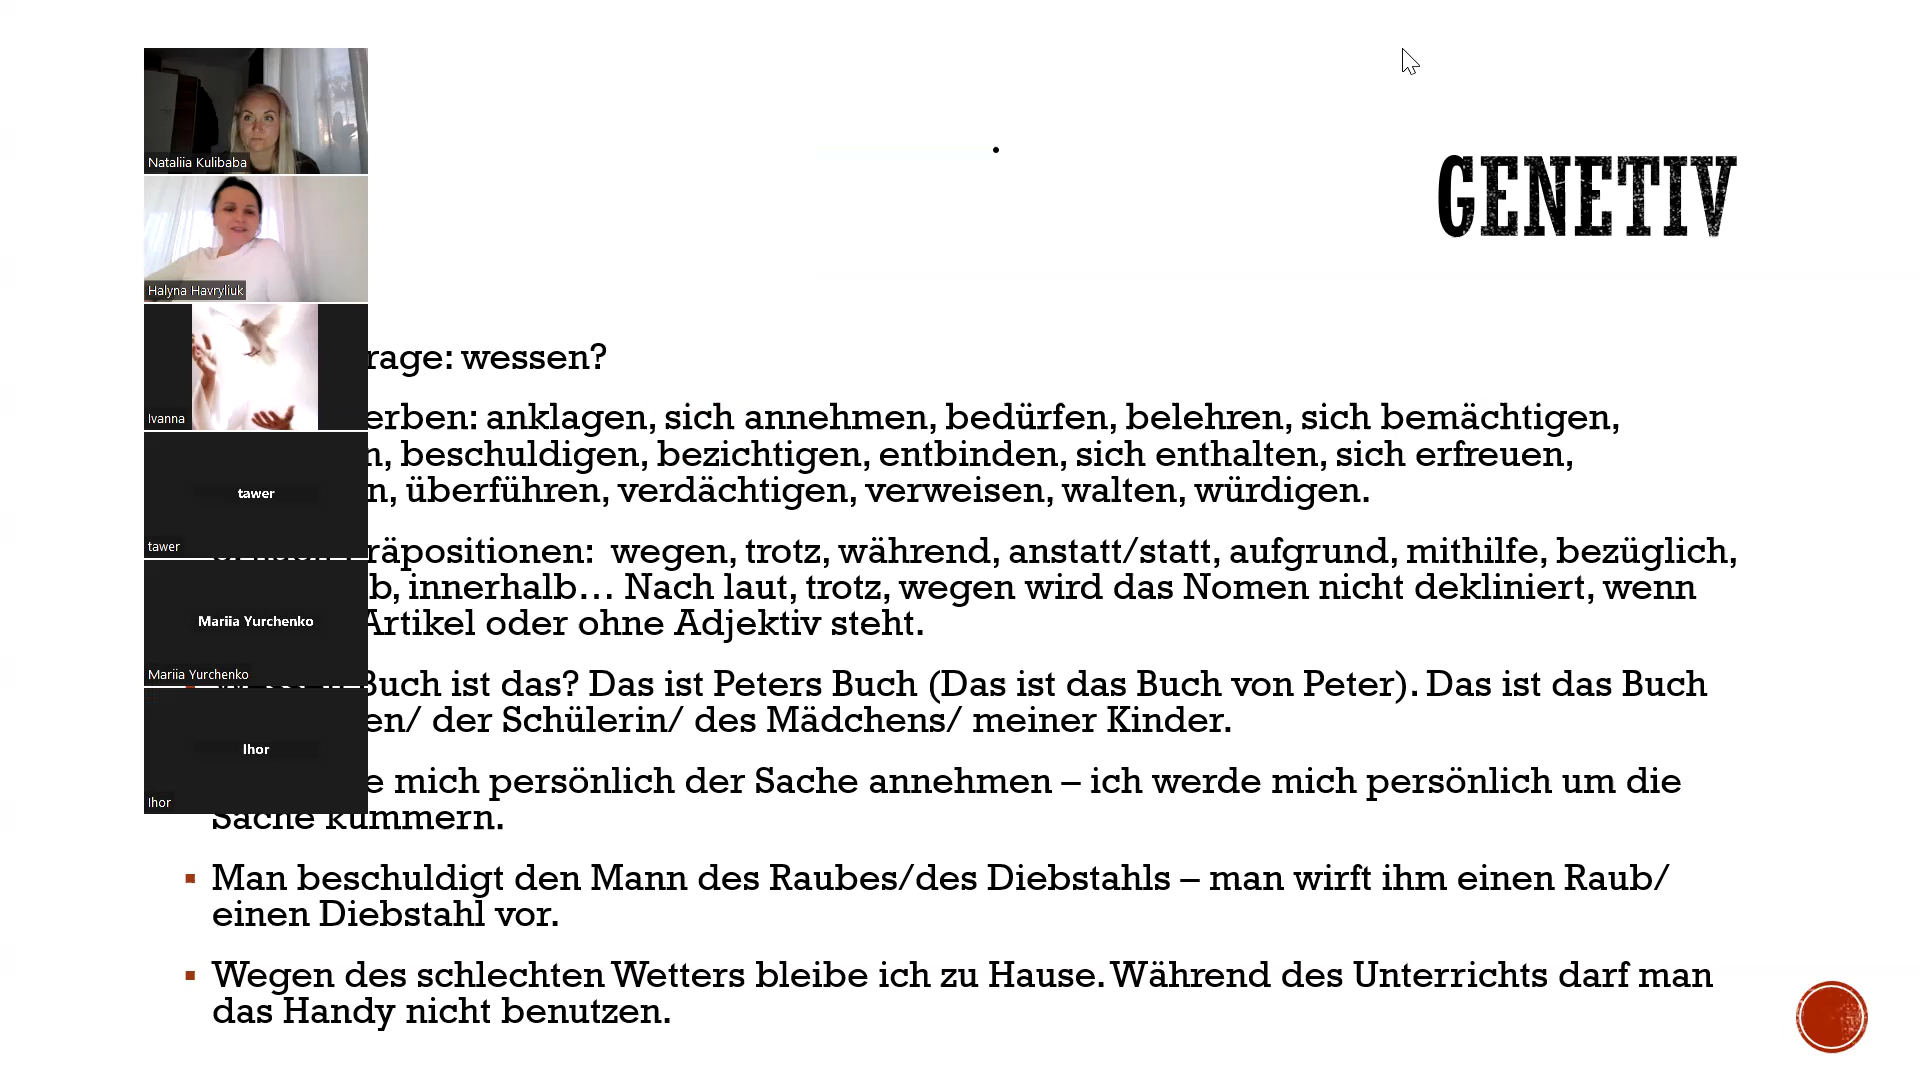 Nataliia Kulibaba
Halyna Havryliuk
Ivanna
tawer
tawer
Mariia Yurchenko
Mariia Yurchenko
Ihor
Ihor
GENETIV
rage: wessen?
erben: anklagen, sich annehmen, bedürfen, belehren, sich bemächtigen,
n, beschuldigen, bezichtigen, entbinden, sich enthalten, sich erfreuen,
n, überführen, verdächtigen, verweisen, walten, würdigen.
räpositionen: wegen, trotz, während, anstatt/statt, aufgrund, mithilfe, bezüglich,
b, innerhalb… Nach laut, trotz, wegen wird das Nomen nicht dekliniert, wenn
Artikel oder ohne Adjektiv steht.
Buch ist das? Das ist Peters Buch (Das ist das Buch von Peter). Das ist das Buch
en/ der Schülerin/ des Mädchens/ meiner Kinder.
e mich persönlich der Sache annehmen – ich werde mich persönlich um die
Sache kümmern.
Man beschuldigt den Mann des Raubes/des Diebstahls – man wirft ihm einen Raub/
einen Diebstahl vor.
Wegen des schlechten Wetters bleibe ich zu Hause. Während des Unterrichts darf man
das Handy nicht benutzen.